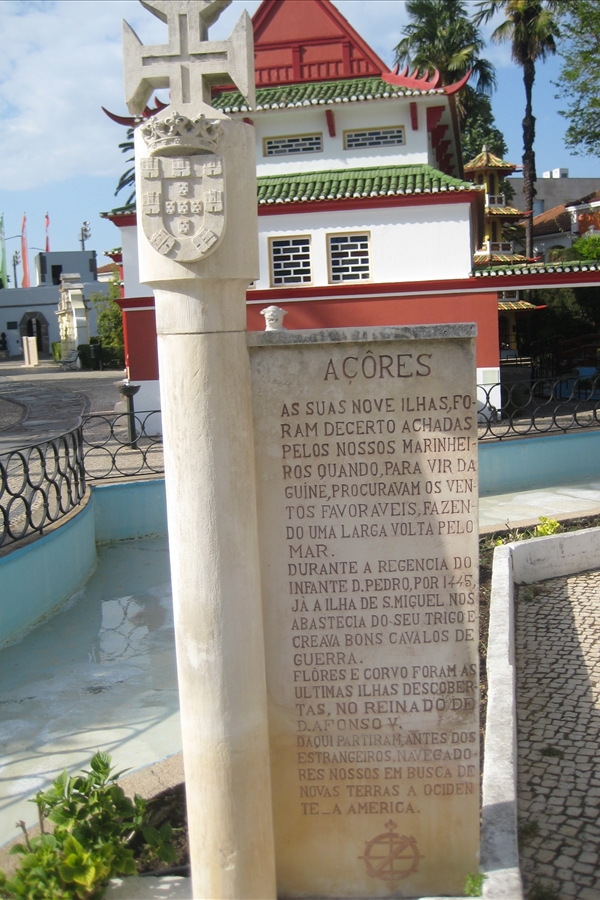 AÇÔRES
AS SUAS NOVE ILHAS, FO-
RAM DECERTO ACHADAS
PELOS NOSSOS MARINHEI
ROS QUANDO, PARA VIR DA
GUINÉ, PROCURAVAM OS VEN
TOS FAVORAVEIS, FAZEN-
DO UMA LARGA VOLTA PELO
MAR.
DURANTE A REGENCIA DO
INFANTE D. PEDRO, POR 1445,
JÁ A ILHA DE S. MIGUEL NOS
ABASTECIA DO SEU TRIGO E
CREAVA BONS CAVALOS DE
GUERRA.
FLÔRES E CORVO FORAM AS
ULTIMAS ILHAS DESCOBER-
TAS, NO REINADO DE
D. AFONSO V.
DAQUI PARTIRAM, ANTES DOS
ESTRANGEIROS, NAVEGADO-
RES NOSSOS EM BUSCA DE
NOVAS TERRAS A OCIDEN
TE_A AMERICA.